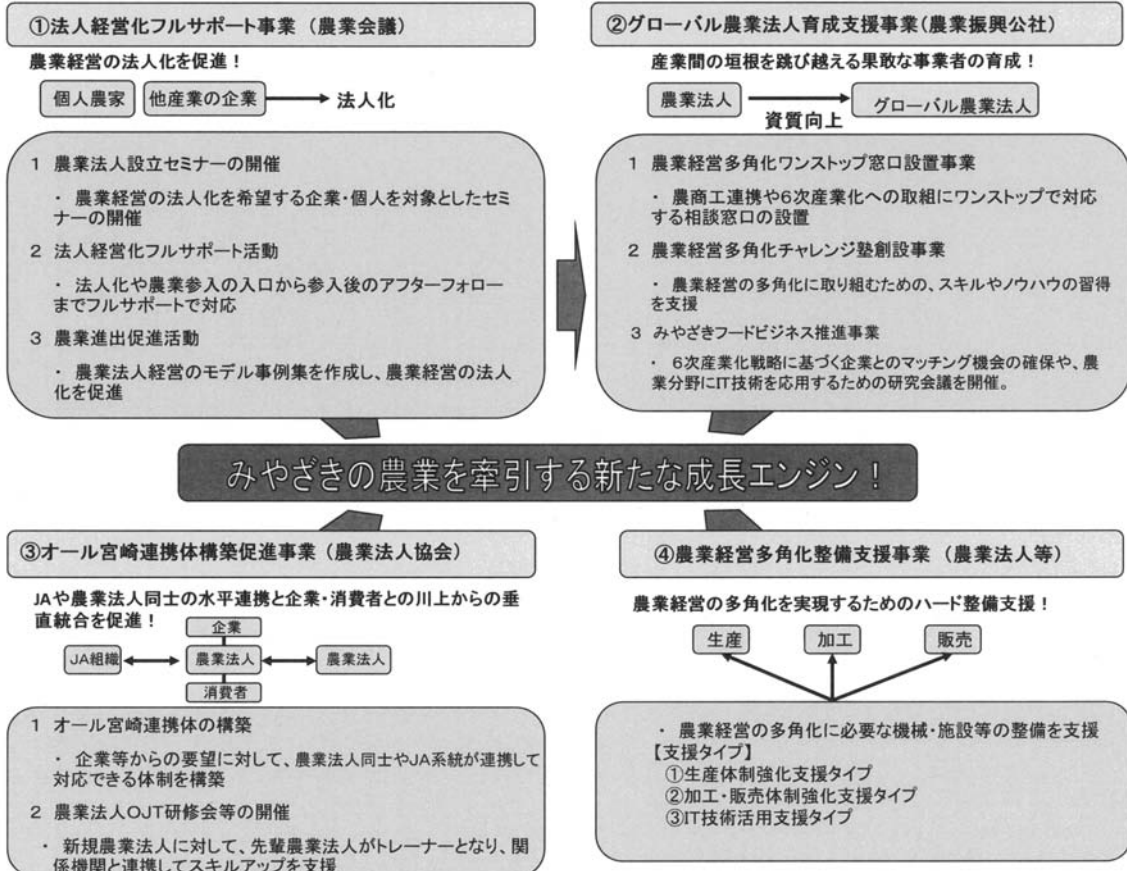 ①法人経営化フルサポート事業（農業会議）
農業経営の法人化を促進！
個人農家
他産業の企業
法人化
1 農業法人設立セミナーの開催
・ 農業経営の法人化を希望する企業・個人を対象としたセミ
ナーの開催
2 法人経営化フルサポート活動
・ 法人化や農業参入の入口から参入後のアフターフォロー
までフルサポートで対応
3 農業進出促進活動
・ 農業法人経営のモデル事例集を作成し、農業経営の法人
化を促進
②グローバル農業法人育成支援事業(農業振興公社)
産業間の垣根を跳び越える果敢な事業者の育成！
農業法人
資質向上
グローバル農業法人
1 農業経営多角化ワンストップ窓口設置事業
・ 農商工連携や6次産業化への取組にワンストップで対応
する相談窓口の設置
2 農業経営多角化チャレンジ塾創設事業
・ 農業経営の多角化に取り組むための、スキルやノウハウの習得
を支援
3 みやざきフードビジネス推進事業
・ 6次産業化戦略に基づく企業とのマッチング機会の確保や、農
業分野にIT技術を応用するための研究会議を開催。
みやざきの農業を牽引する新たな成長エンジン！
③オール宮崎連携体構築促進事業（農業法人協会）
JAや農業法人同士の水平連携と企業・消費者との川上からの垂
直統合を促進！
企業
JA組織
農業法人
農業法人
消費者
1 オール宮崎連携体の構築
・ 企業等からの要望に対して、農業法人同士やJA系統が連携して
対応できる体制を構築
2 農業法人OJT研修会等の開催
・ 新規農業法人に対して、先輩農業法人がトレーナーとなり、関
係機関と連携してスキルアップを支援
④農業経営多角化整備支援事業（農業法人等）
農業経営の多角化を実現するためのハード整備支援！
生産
加工
販売
・ 農業経営の多角化に必要な機械・施設等の整備を支援
【支援タイプ】
①生産体制強化支援タイプ
②加工・販売体制強化支援タイプ
③IT技術活用支援タイプ